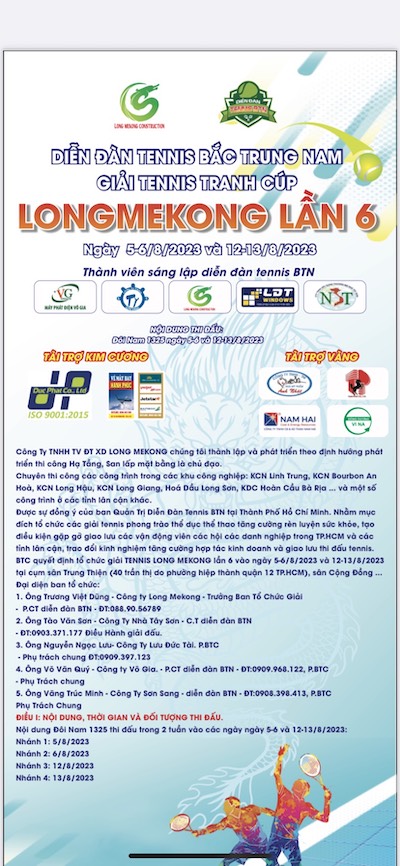 LONG MEKONG CONSTRUCTION
DIỄN ĐÀN
DIỄN ĐÀN TENNIS BẮC TRUNG NAM
GIẢI TENNIS TRANH CÚP
LONGMEKONG LẦN 6
Ngày 5-6/8/2023 và 12-13/8/2023
Thành viên sáng lập diễn đàn tennis BTN
VG
MÁY PHÁT ĐIỆN VÕ GIA
LONG MEKONG CONSTRUCTION
LDT
WINDOWS
NST
NỘI DUNG THI ĐẤU:
Đôi Nam 1325 ngày 5-6 và 12-13/8/2023
TÀI TRỢ KIM CƯƠNG
TÀI TRỢ VÀNG
Duc Phat Co.,Ltd
ISO 9001:2015
VÉ MÁY BAY
HẠNH PHÚC
NAM HAI
VI NA
Công Ty TNHH TV ĐT XD LONG MEKONG chúng tôi thành lập và phát triển theo định hướng phát
triển thi công Hạ Tầng, San lấp mặt bằng là chủ đạo.
Chuyên thi công các công trình trong các khu công nghiệp: KCN Linh Trung, KCN Bourbon An
Hoà, KCN Long Hậu, KCN Long Giang, Hoá Dầu Long Sơn, KDC Hoàn Cầu Bà Rịa ... và một số
công trình ở các tỉnh lân cận khác.
Được sự đồng ý của ban Quản Trị Diễn Đàn Tennis BTN tại Thành Phố Hồ Chí Minh. Nhằm mục
đích tổ chức các giải tennis phong trào thể dục thể thao tăng cường rèn luyện sức khỏe, tạo
điều kiện gặp gỡ giao lưu các vận động viên các hội các danh nghiệp trong TP.HCM và các
tỉnh lân cận, trao đổi kinh nghiệm tăng cường hợp tác kinh doanh và giao lưu thi đấu tennis.
BTC quyết định tổ chức giải TENNIS LONG MEKONG lần 6 vào ngày 5-6/8/2023 và 12-13/8/2023
tại cụm sân Trung Thiện (40 trần thị do phường hiệp thành quận 12 TP.HCM), sân Cộng Đồng ...
Đại diện ban tổ chức:
1. Ông Trương Việt Dũng - Công ty Long Mekong - Trưởng Ban Tổ Chức Giải
- P.CT diễn đàn BTN - ĐT:088.90.56789
2. Ông Tào Văn Sơn - Công Ty Nhà Tây Sơn - C.T diễn đàn BTN
- ĐT:0903.371.177 Điều Hành giải đấu.
3. Ông Nguyễn Ngọc Lưu- Công Ty Lưu Đức Tài. P.BTC
- Phụ trách chung ĐT:0909.397.123
4. Ông Võ Văn Quý - Công ty Võ Gia. - P.CT diễn đàn BTN - ĐT:0909.968.122, P.BTC
- Phụ Trách chung
5. Ông Văng Trúc Minh - Công Ty Sơn Sang - diễn đàn BTN - ĐT:0908.398.413, P.BTC
Phụ Trách Chung
ĐIỀU I: NỘI DUNG, THỜI GIAN VÀ ĐỐI TƯỢNG THI ĐẤU.
Nội dung Đôi Nam 1325 thi đấu trong 2 tuần vào các ngày ngày 5-6 và 12-13/8/2023:
Nhánh 1: 5/8/2023
Nhánh 2: 6/8/2023
Nhánh 3: 12/8/2023
Nhánh 4: 13/8/2023